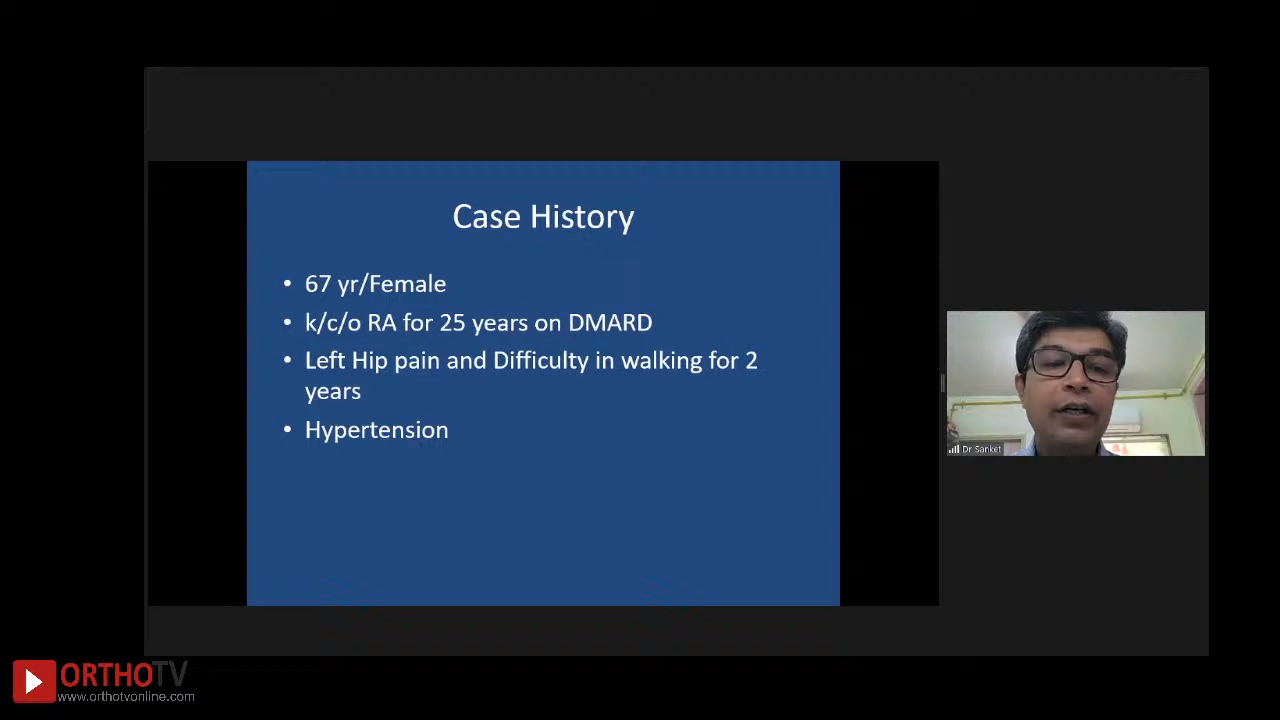 Case History
• 67 yr/Female
• k/c/o RA for 25 years on DMARD
• Left Hip pain and Difficulty in walking for 2
years
• Hypertension
Dr Sanket
ORTHOTV
www.orthotvonline.com